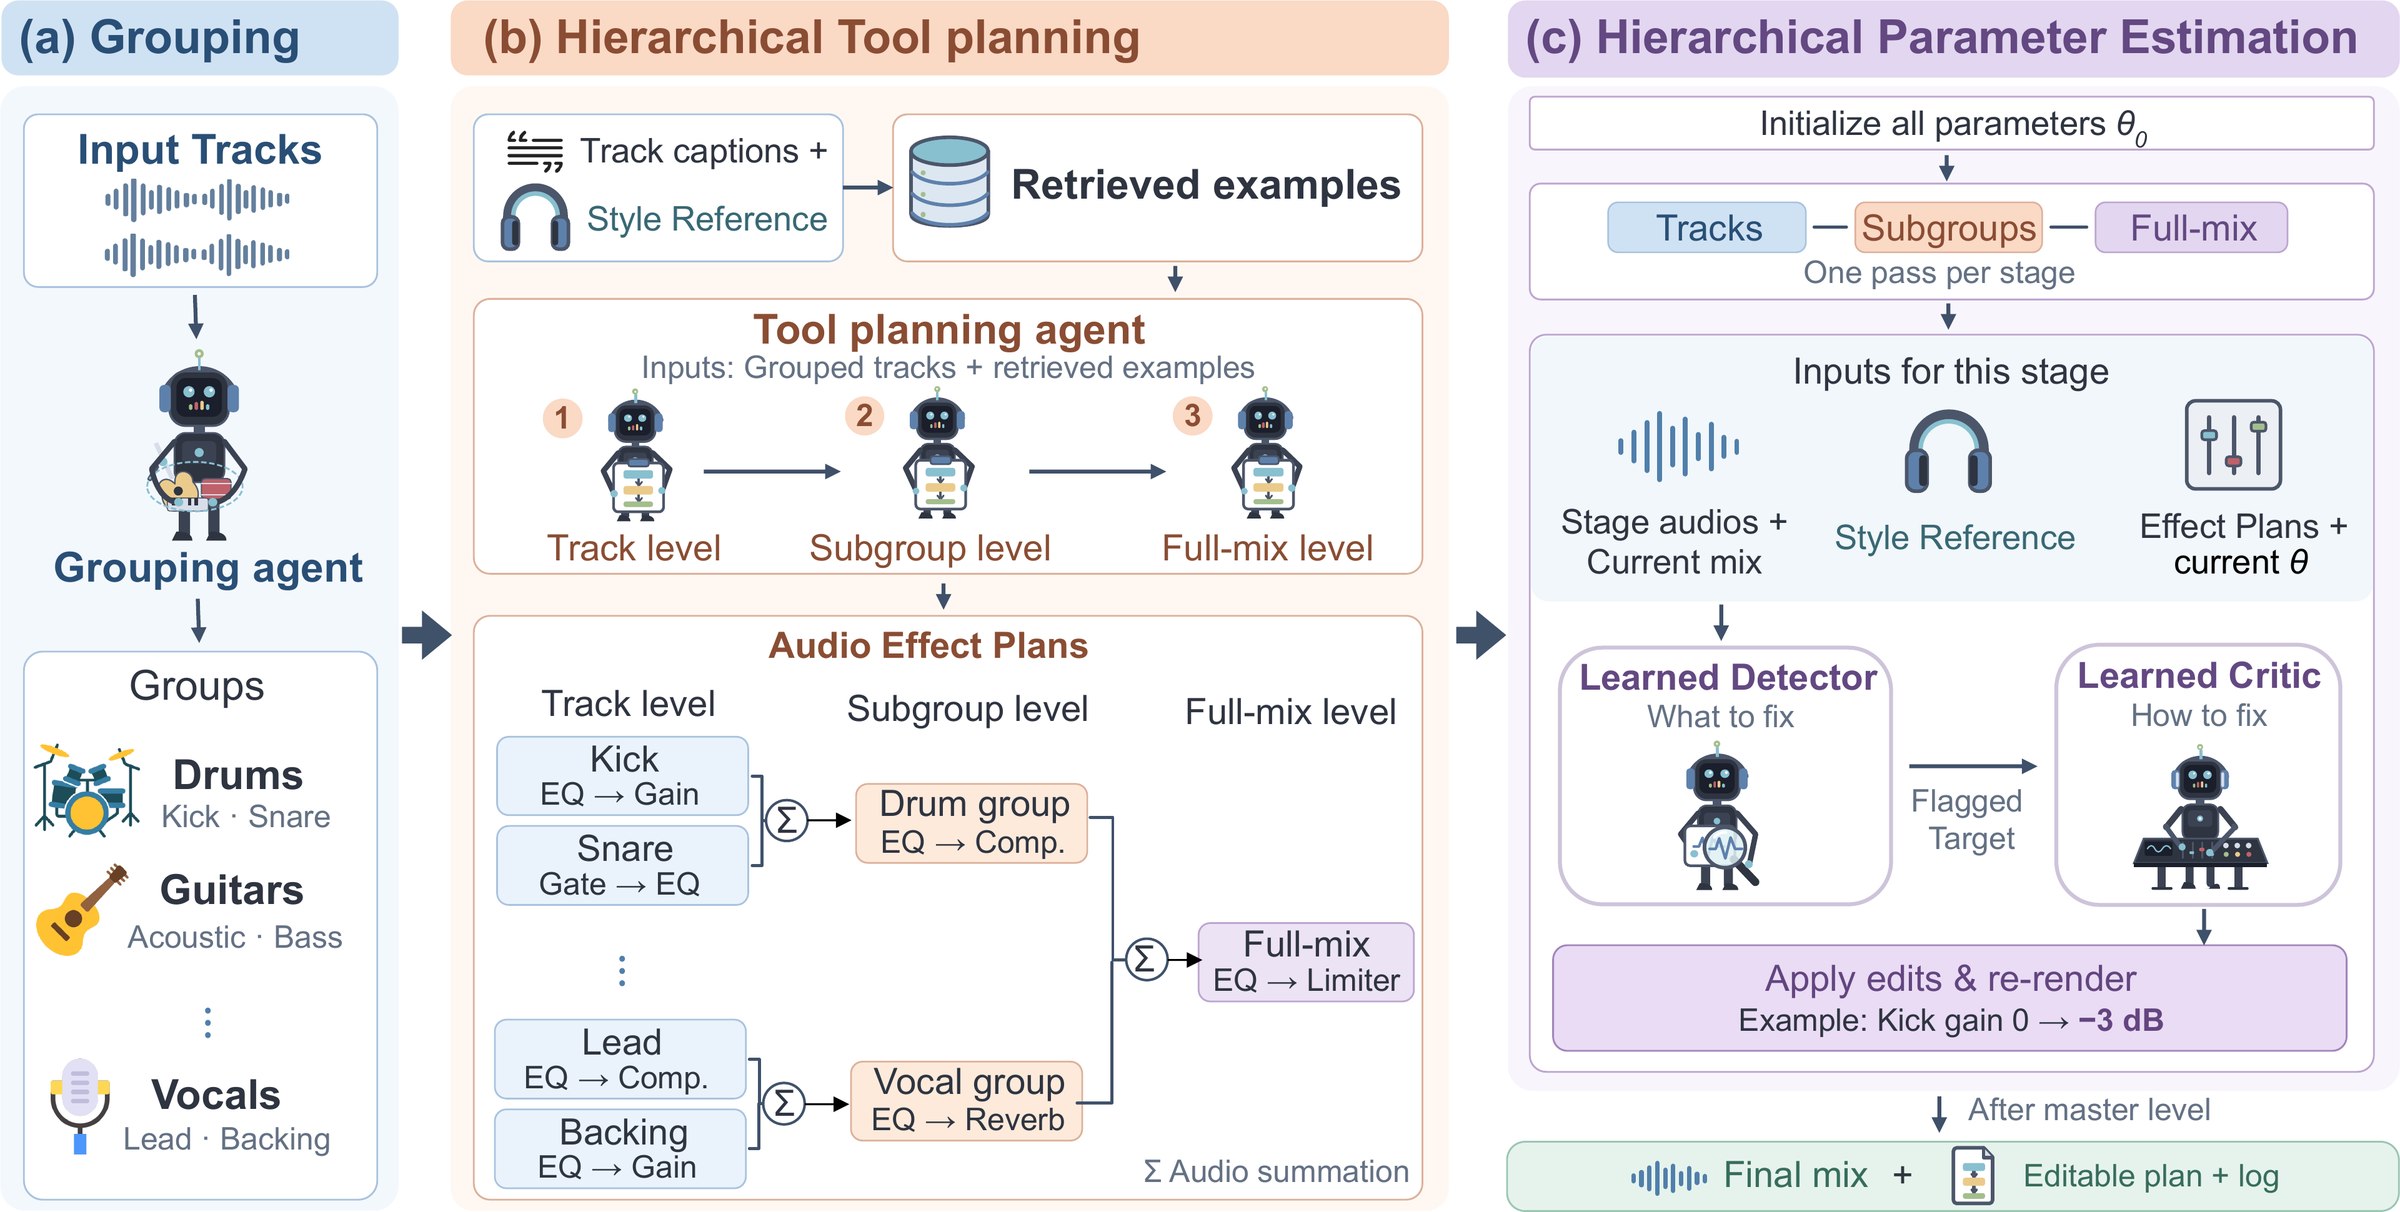 (a) Grouping
Input Tracks
Grouping agent
Groups
Drums
Kick · Snare
Guitars
Acoustic · Bass
⋮
Vocals
Lead · Backing
(b) Hierarchical Tool planning
Track captions +
Style Reference
Retrieved examples
Tool planning agent
Inputs: Grouped tracks + retrieved examples
1 2 3
Track level Subgroup level Full-mix level
Audio Effect Plans
Track level Subgroup level Full-mix level
Kick
EQ → Gain
Snare
Gate → EQ
Σ
Drum group
EQ → Comp.
⋮
Lead
EQ → Comp.
Backing
EQ → Gain
Σ
Vocal group
EQ → Reverb
Σ
Full-mix
EQ → Limiter
Σ Audio summation
(c) Hierarchical Parameter Estimation
Initialize all parameters θ₀
Tracks — Subgroups — Full-mix
One pass per stage
Inputs for this stage
Stage audios +
Current mix
Style Reference
Effect Plans +
current θ
Learned Detector
What to fix
Flagged
Target
Learned Critic
How to fix
Apply edits & re-render
Example: Kick gain 0 → −3 dB
After master level
Final mix + Editable plan + log